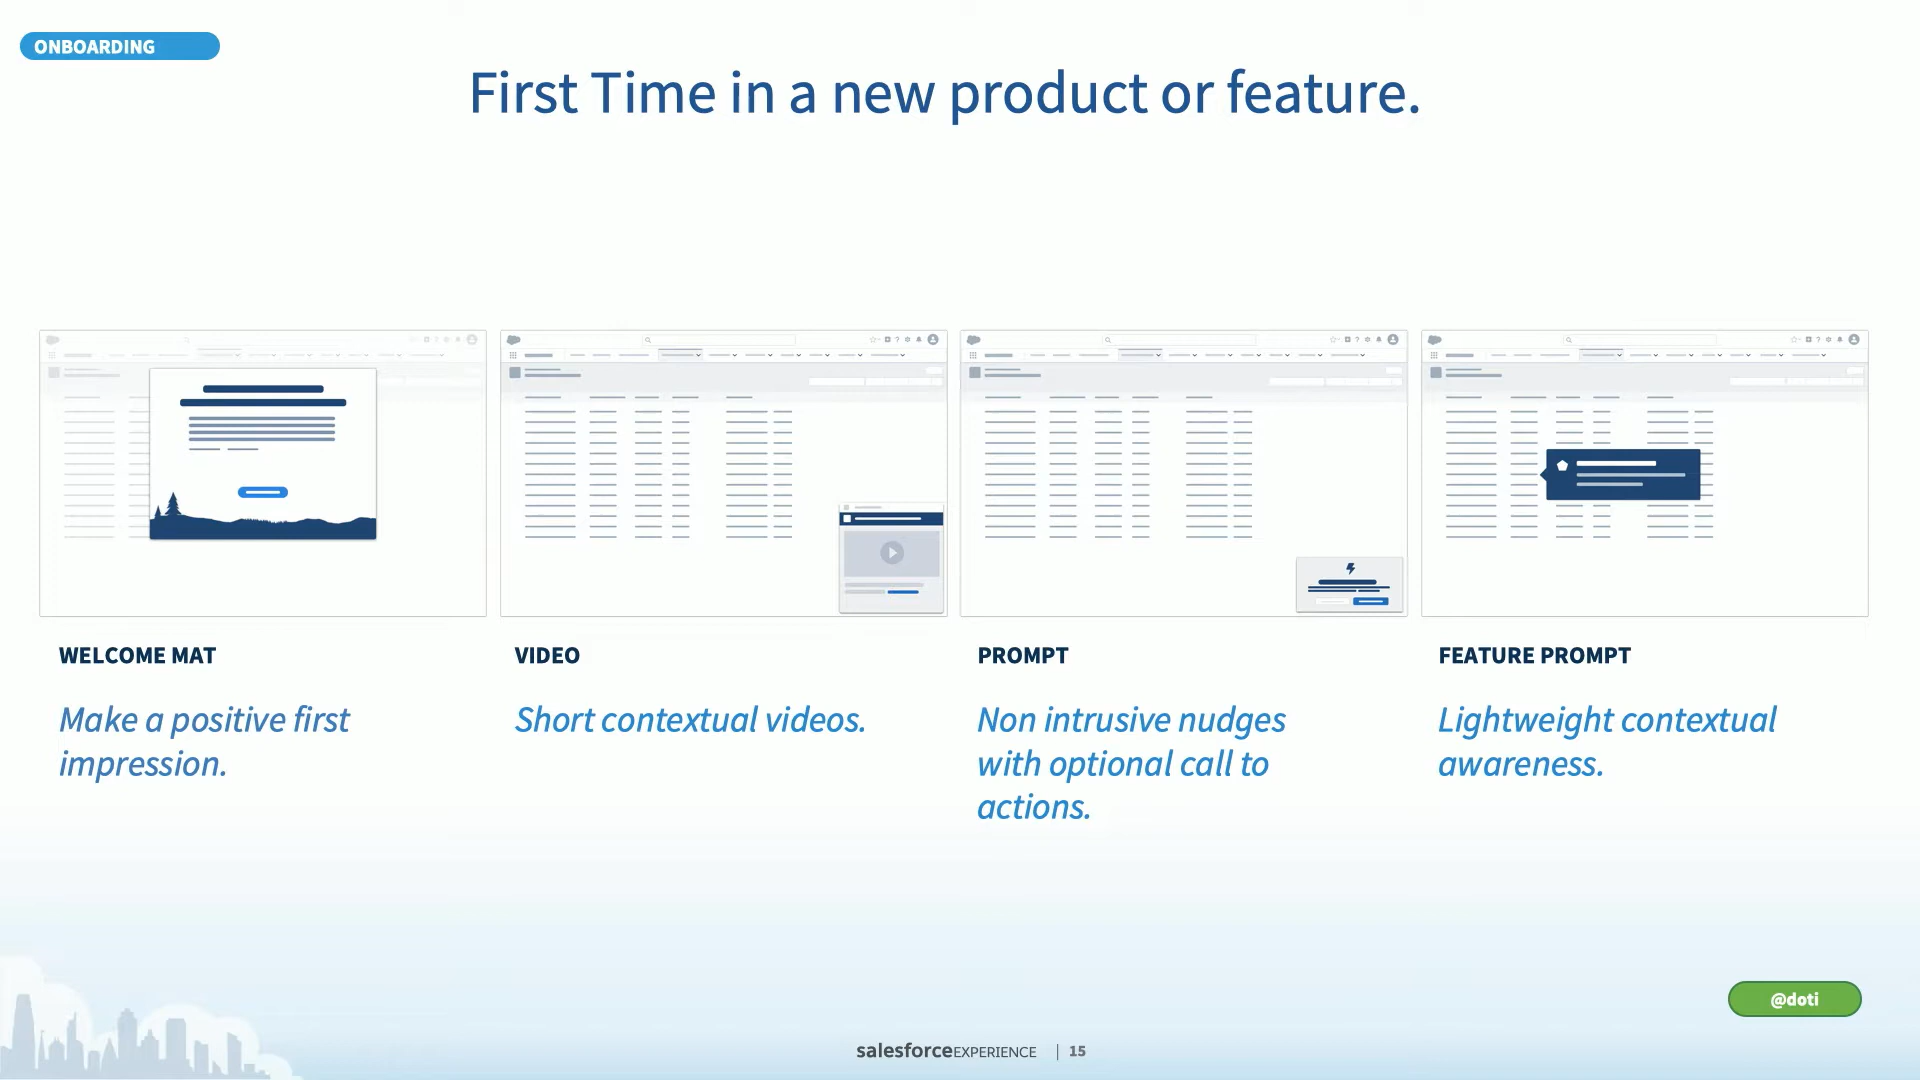 ONBOARDING
First Time in a new product or feature.
WELCOME MAT
Make a positive first
impression.
VIDEO
Short contextual videos.
PROMPT
Non intrusive nudges
with optional call to
actions.
FEATURE PROMPT
Lightweight contextual
awareness.
@doti
salesforceEXPERIENCE | 15